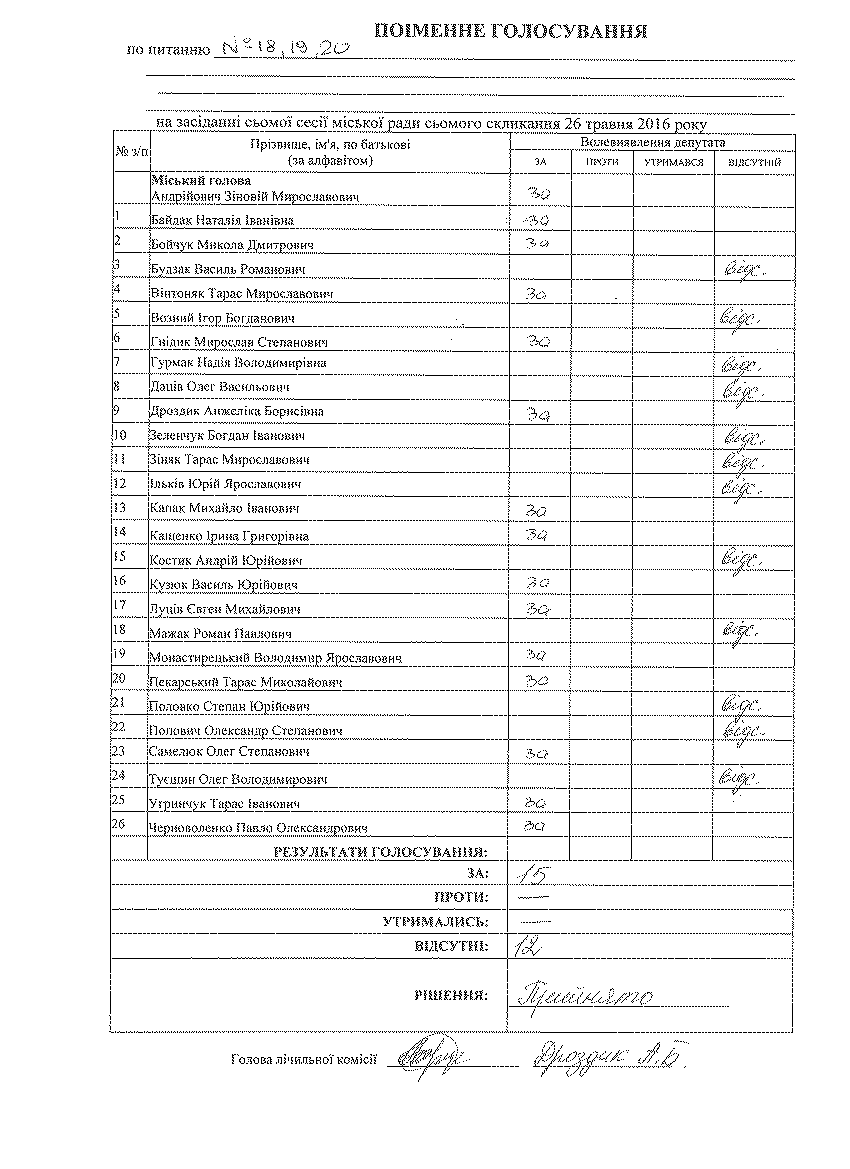 ПОІМЕННЕ ГОЛОСУВАННЯ
по питанню № 18, 19, 20
на засіданні сьомої сесії міської ради сьомого скликання 26 травня 2016 року
№ з/п Прізвище, ім'я, по батькові (за алфавітом) Волевиявлення депутата
ЗА ПРОТИ УТРИМАВСЯ ВІДСУТНІЙ
Міський голова
Андрійович Зіновій Мирославович за
1 Байдак Наталія Іванівна за
2 Бойчук Микола Дмитрович за
3 Будзак Василь Романович відс.
4 Вінтоняк Тарас Мирославович за
5 Возний Ігор Богданович відс.
6 Гнідик Мирослав Степанович за
7 Гурмак Надія Володимирівна відс.
8 Даців Олег Васильович відс.
9 Дроздик Анжеліка Борисівна за
10 Зеленчук Богдан Іванович відс.
11 Зіняк Тарас Мирославович відс.
12 Ільків Юрій Ярославович відс.
13 Капак Михайло Іванович за
14 Кащенко Ірина Григорівна за
15 Костик Андрій Юрійович відс.
16 Кузюк Василь Юрійович за
17 Луців Євген Михайлович за
18 Мажак Роман Павлович відс.
19 Монастирецький Володимир Ярославович за
20 Пекарський Тарас Миколайович за
21 Половко Степан Юрійович відс.
22 Попович Олександр Степанович відс.
23 Самелюк Олег Степанович за
24 Туєшин Олег Володимирович відс.
25 Угринчук Тарас Іванович за
26 Черноволенко Павло Олександрович за
РЕЗУЛЬТАТИ ГОЛОСУВАННЯ:
ЗА: 15
ПРОТИ: —
УТРИМАЛИСЬ: —
ВІДСУТНІ: 12
РІШЕННЯ: Прийнято
Голова лічильної комісії Дроздик А.Б.